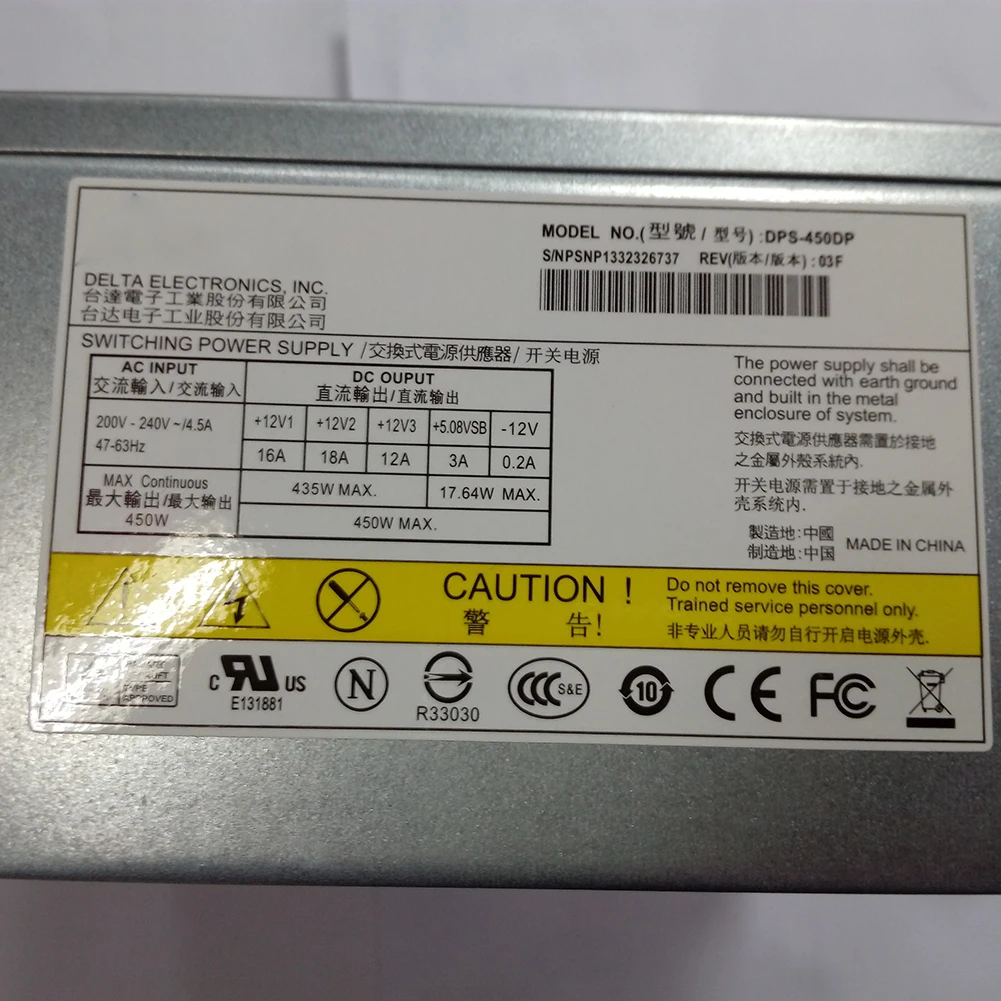 MODEL NO.(型號/型号):DPS-450DP
S/NPSNP1332326737 REV(版本/版本):03F
DELTA ELECTRONICS, INC.
台達電子工業股份有限公司
台达电子工业股份有限公司
SWITCHING POWER SUPPLY /交換式電源供應器/开关电源
AC INPUT
交流輸入/交流输入
DC OUPUT
直流輸出/直流输出
200V - 240V ~/4.5A
47-63Hz
+12V1 +12V2 +12V3 +5.08VSB -12V
16A 18A 12A 3A 0.2A
MAX Continuous
最大輸出/最大输出
450W
435W MAX. 17.64W MAX.
450W MAX.
The power supply shall be
connected with earth ground
and built in the metal
enclosure of system.
交換式電源供應器需置於接地
之金屬外殼系統內.
开关电源需置于接地之金属外
壳系统内.
製造地:中國
制造地:中国
MADE IN CHINA
CAUTION !
警 告!
Do not remove this cover.
Trained service personnel only.
非专业人员请勿自行开启电源外壳.
TYPE
APPROVED
c UR US
E131881
N
R33030
CCC S&E
10
CE
FC